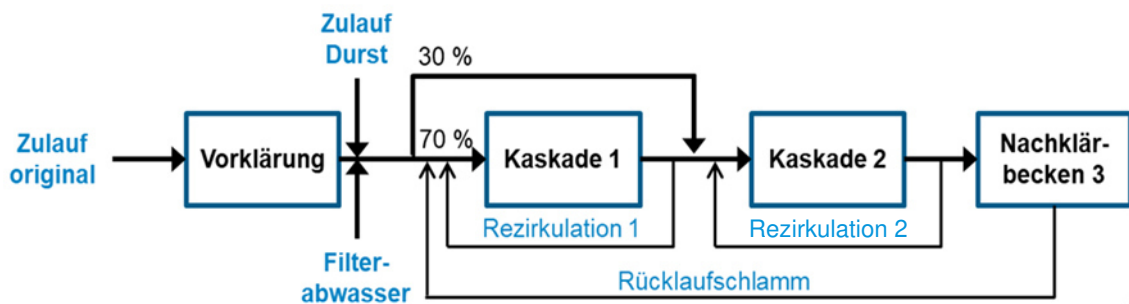 Zulauf
Durst
30 %
Zulauf
original
Vorklärung
70 %
Kaskade 1
Kaskade 2
Nachklär-
becken 3
Rezirkulation 1
Rezirkulation 2
Filter-
abwasser
Rücklaufschlamm